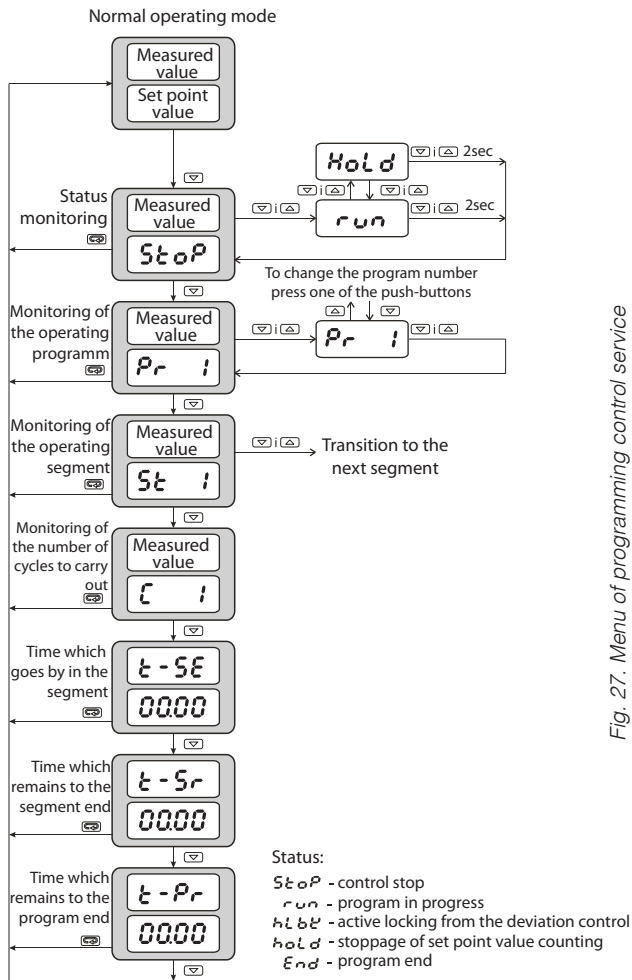 Normal operating mode
Measured
value
Set point
value
Status
monitoring
Measured
value
StoP
i
HoLd
i 2sec
i
i
run
i 2sec
To change the program number
press one of the push-buttons
Monitoring of
the operating
programm
Measured
value
Pr 1
i
Pr 1
i
Monitoring of
the operating
segment
Measured
value
St 1
i
Transition to the
next segment
Monitoring of
the number of
cycles to carry
out
Measured
value
C 1
Time which
goes by in the
segment
t-SE
00.00
Time which
remains to the
segment end
t-Sr
00.00
Time which
remains to the
program end
t-Pr
00.00
Status:
StoP - control stop
run - program in progress
- active locking from the deviation control
hoLd - stoppage of set point value counting
End - program end
Fig. 27. Menu of programming control service